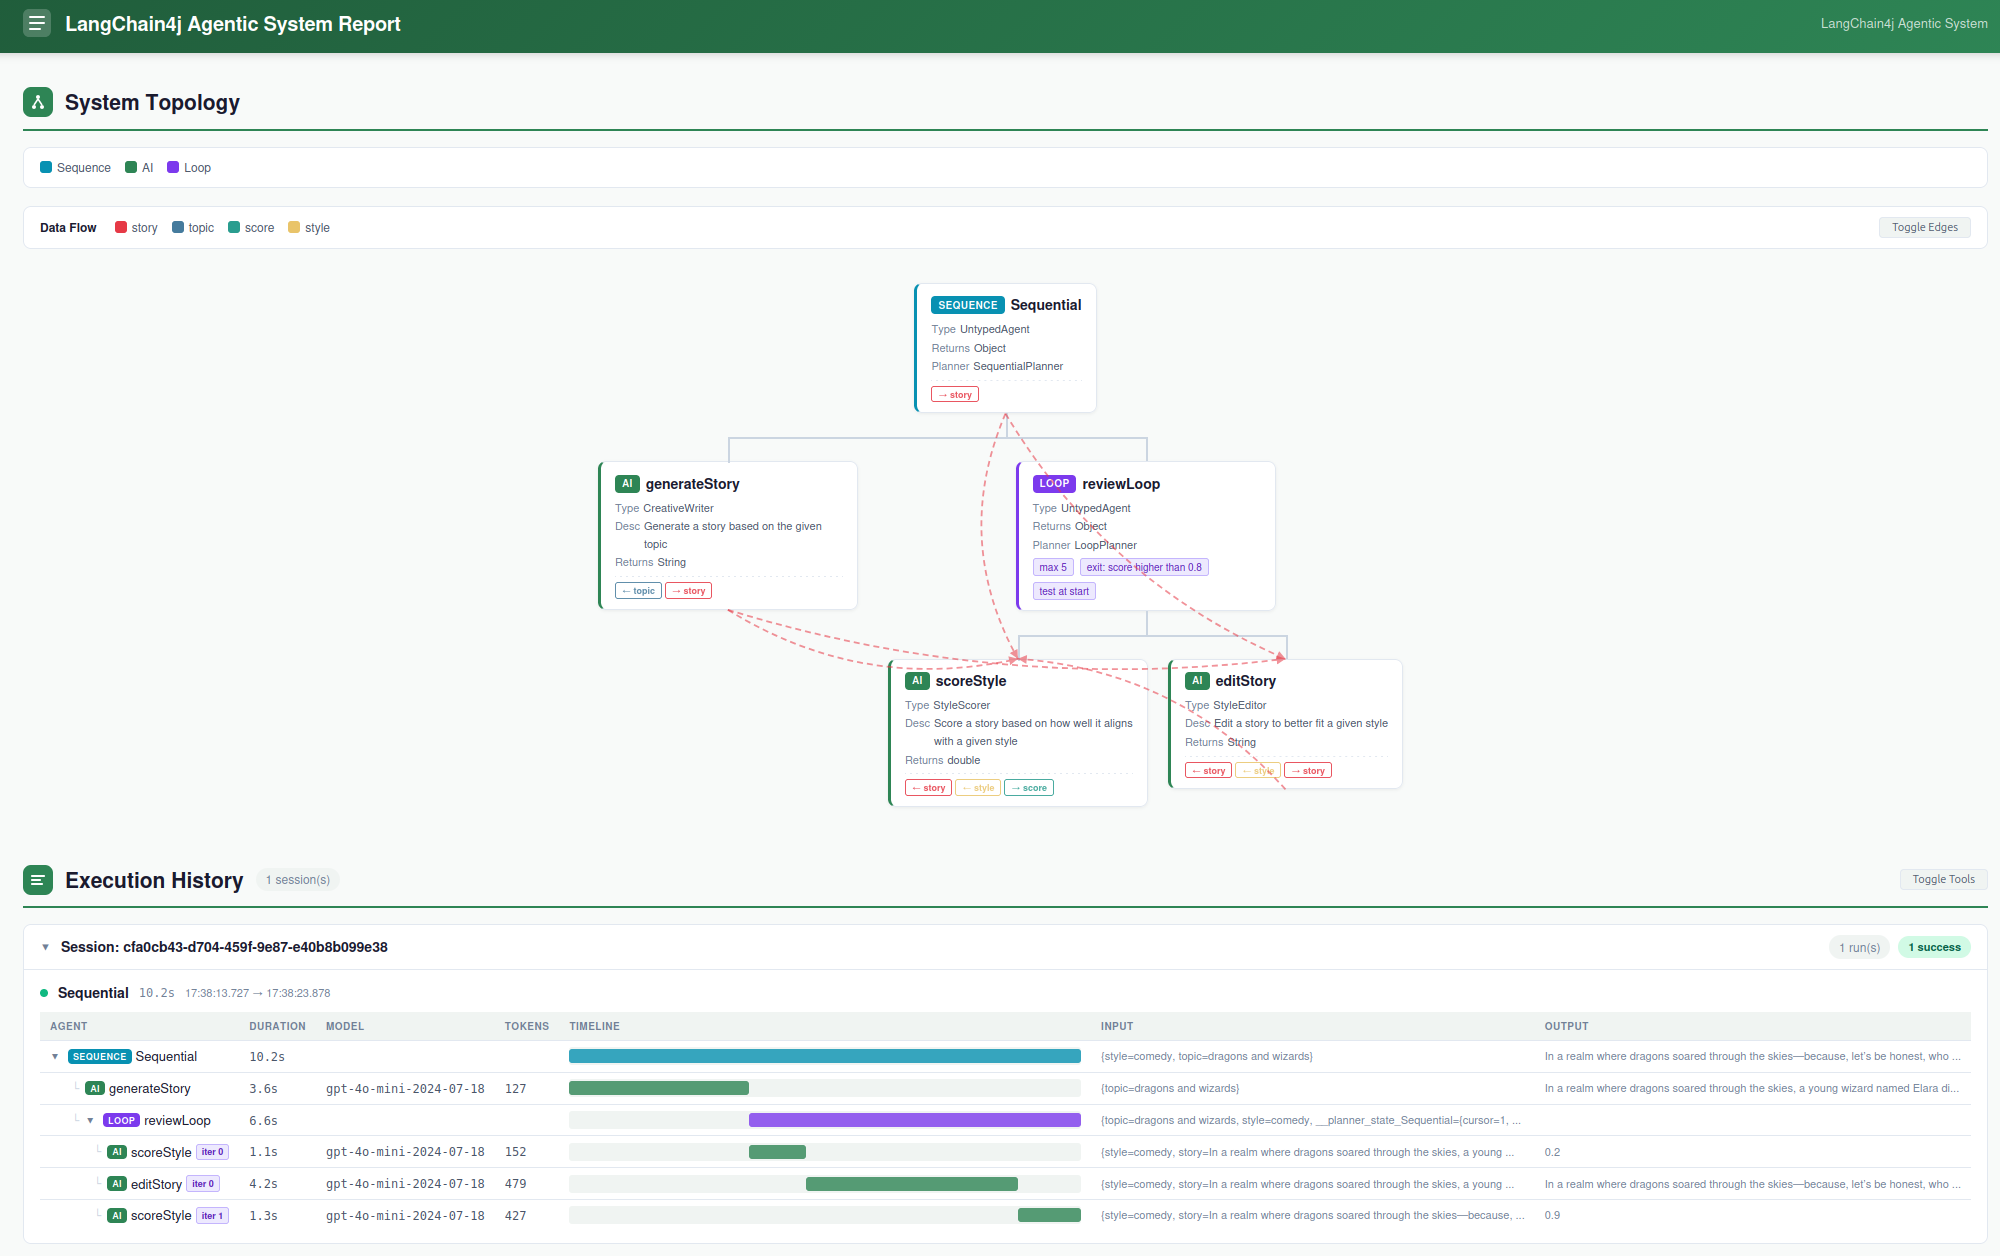 LangChain4j Agentic System Report
LangChain4j Agentic System
System Topology
Sequence AI Loop
Data Flow story topic score style Toggle Edges
SEQUENCE Sequential
Type UntypedAgent
Returns Object
Planner SequentialPlanner
→ story
AI generateStory
Type CreativeWriter
Desc Generate a story based on the given
topic
Returns String
← topic → story
LOOP reviewLoop
Type UntypedAgent
Returns Object
Planner LoopPlanner
max 5 exit: score higher than 0.8
test at start
AI scoreStyle
Type StyleScorer
Desc Score a story based on how well it aligns
with a given style
Returns double
← story ← style → score
AI editStory
Type StyleEditor
Desc Edit a story to better fit a given style
Returns String
← story ← style → story
Execution History 1 session(s) Toggle Tools
▼ Session: cfa0cb43-d704-459f-9e87-e40b8b099e38 1 run(s) 1 success
Sequential 10.2s 17:38:13.727 → 17:38:23.878
AGENT DURATION MODEL TOKENS TIMELINE INPUT OUTPUT
▼ SEQUENCE Sequential 10.2s {style=comedy, topic=dragons and wizards} In a realm where dragons soared through the skies—because, let's be honest, who ...
└ AI generateStory 3.6s gpt-4o-mini-2024-07-18 127 {topic=dragons and wizards} In a realm where dragons soared through the skies, a young wizard named Elara di...
└ ▼ LOOP reviewLoop 6.6s {topic=dragons and wizards, style=comedy, __planner_state_Sequential={cursor=1, ...
└ AI scoreStyle iter 0 1.1s gpt-4o-mini-2024-07-18 152 {style=comedy, story=In a realm where dragons soared through the skies, a young ... 0.2
└ AI editStory iter 0 4.2s gpt-4o-mini-2024-07-18 479 {style=comedy, story=In a realm where dragons soared through the skies, a young ... In a realm where dragons soared through the skies—because, let's be honest, who ...
└ AI scoreStyle iter 1 1.3s gpt-4o-mini-2024-07-18 427 {style=comedy, story=In a realm where dragons soared through the skies—because, ... 0.9